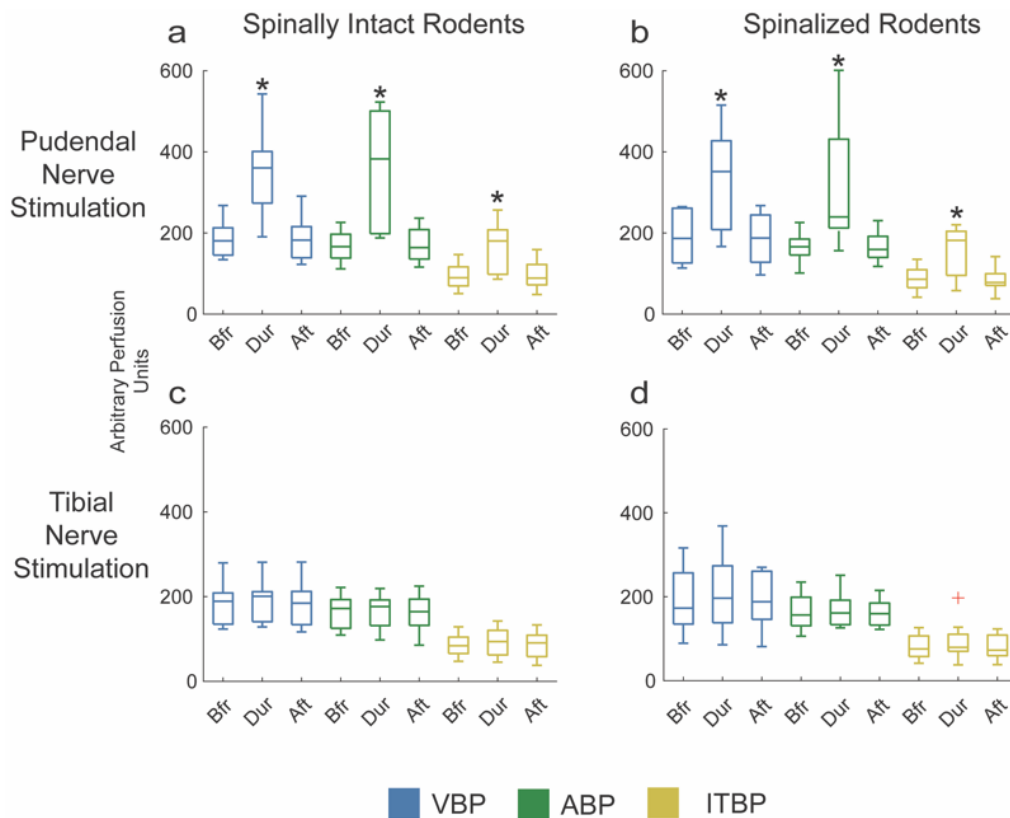 Spinally Intact Rodents
Spinalized Rodents
Pudendal
Nerve
Stimulation
Arbitrary Perfusion
Units
a
600
400
200
0
*
*
*
Bfr Dur Aft Bfr Dur Aft Bfr Dur Aft
b
600
400
200
0
*
*
*
Bfr Dur Aft Bfr Dur Aft Bfr Dur Aft
Tibial
Nerve
Stimulation
c
600
400
200
0
Bfr Dur Aft Bfr Dur Aft Bfr Dur Aft
d
600
400
200
0
Bfr Dur Aft Bfr Dur Aft Bfr Dur Aft
VBP ABP ITBP